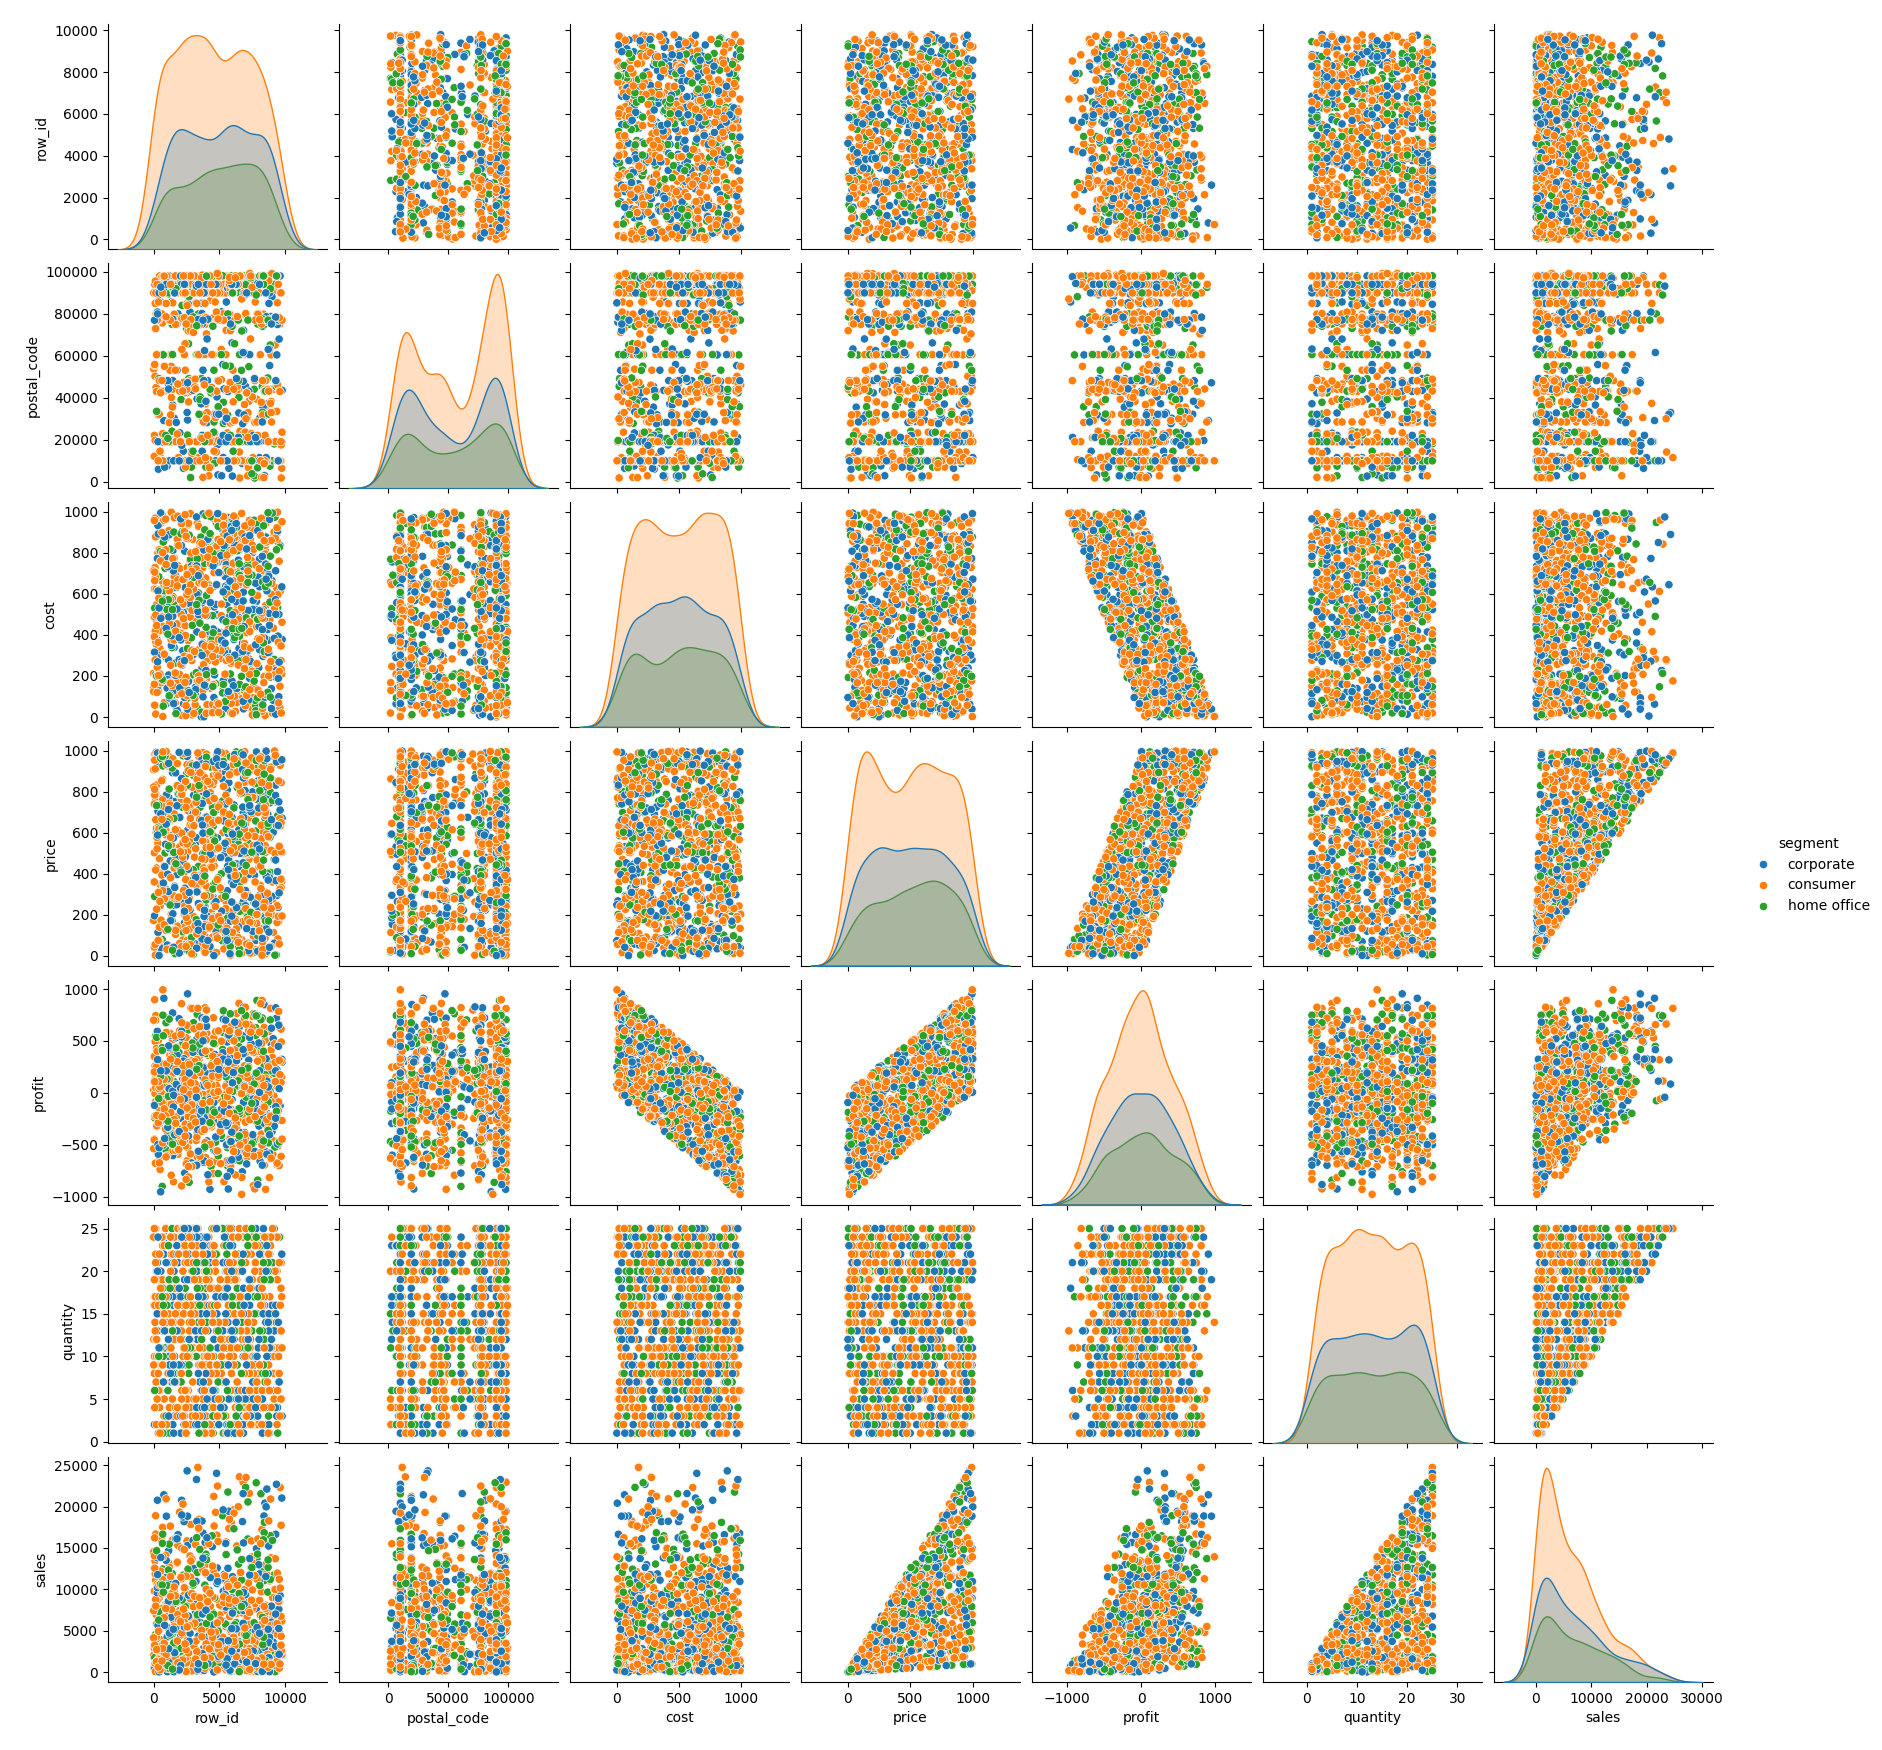 10000
8000
6000
4000
2000
0
row_id
100000
80000
60000
40000
20000
0
postal_code
1000
800
600
400
200
0
cost
1000
800
600
400
200
0
price
segment
corporate
consumer
home office
1000
500
0
−500
−1000
profit
25
20
15
10
5
0
quantity
25000
20000
15000
10000
5000
0
sales
0 5000 10000
row_id
0 50000 100000
postal_code
0 500 1000
cost
0 500 1000
price
−1000 0 1000
profit
0 10 20 30
quantity
0 10000 20000 30000
sales